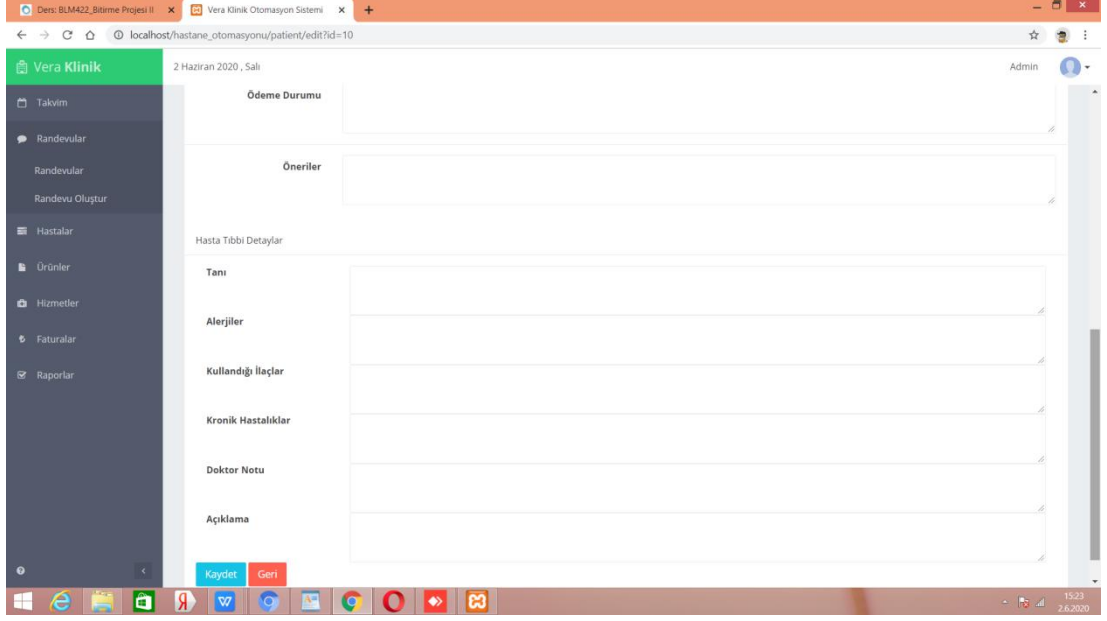 Ders: BLM422_Bitirme Projesi II
Vera Klinik Otomasyon Sistemi
localhost/hastane_otomasyonu/patient/edit?id=10
Vera Klinik
2 Haziran 2020 , Salı
Admin
Takvim
Randevular
Randevular
Randevu Oluştur
Hastalar
Ürünler
Hizmetler
Faturalar
Raporlar
Ödeme Durumu
Öneriler
Hasta Tıbbi Detaylar
Tanı
Alerjiler
Kullandığı İlaçlar
Kronik Hastalıklar
Doktor Notu
Açıklama
Kaydet
Geri
15:23
2.6.2020